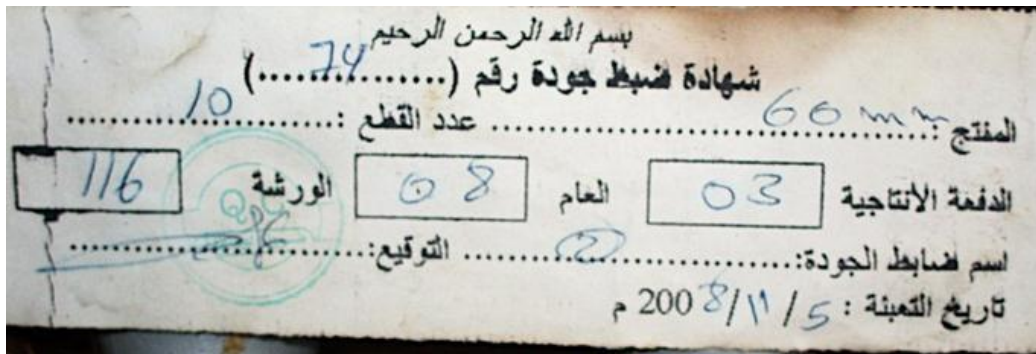 بسم الله الرحمن الرحيم
شهادة ضبط جودة رقم (......74......)
المنتج :......60 mm...... عدد القطع :......10......
الدفعة الأنتاجية 03 العام 08 الورشة 116
اسم ضابط الجودة:......2...... التوقيع:......
تاريخ التعبئة : 5/11/2008 م